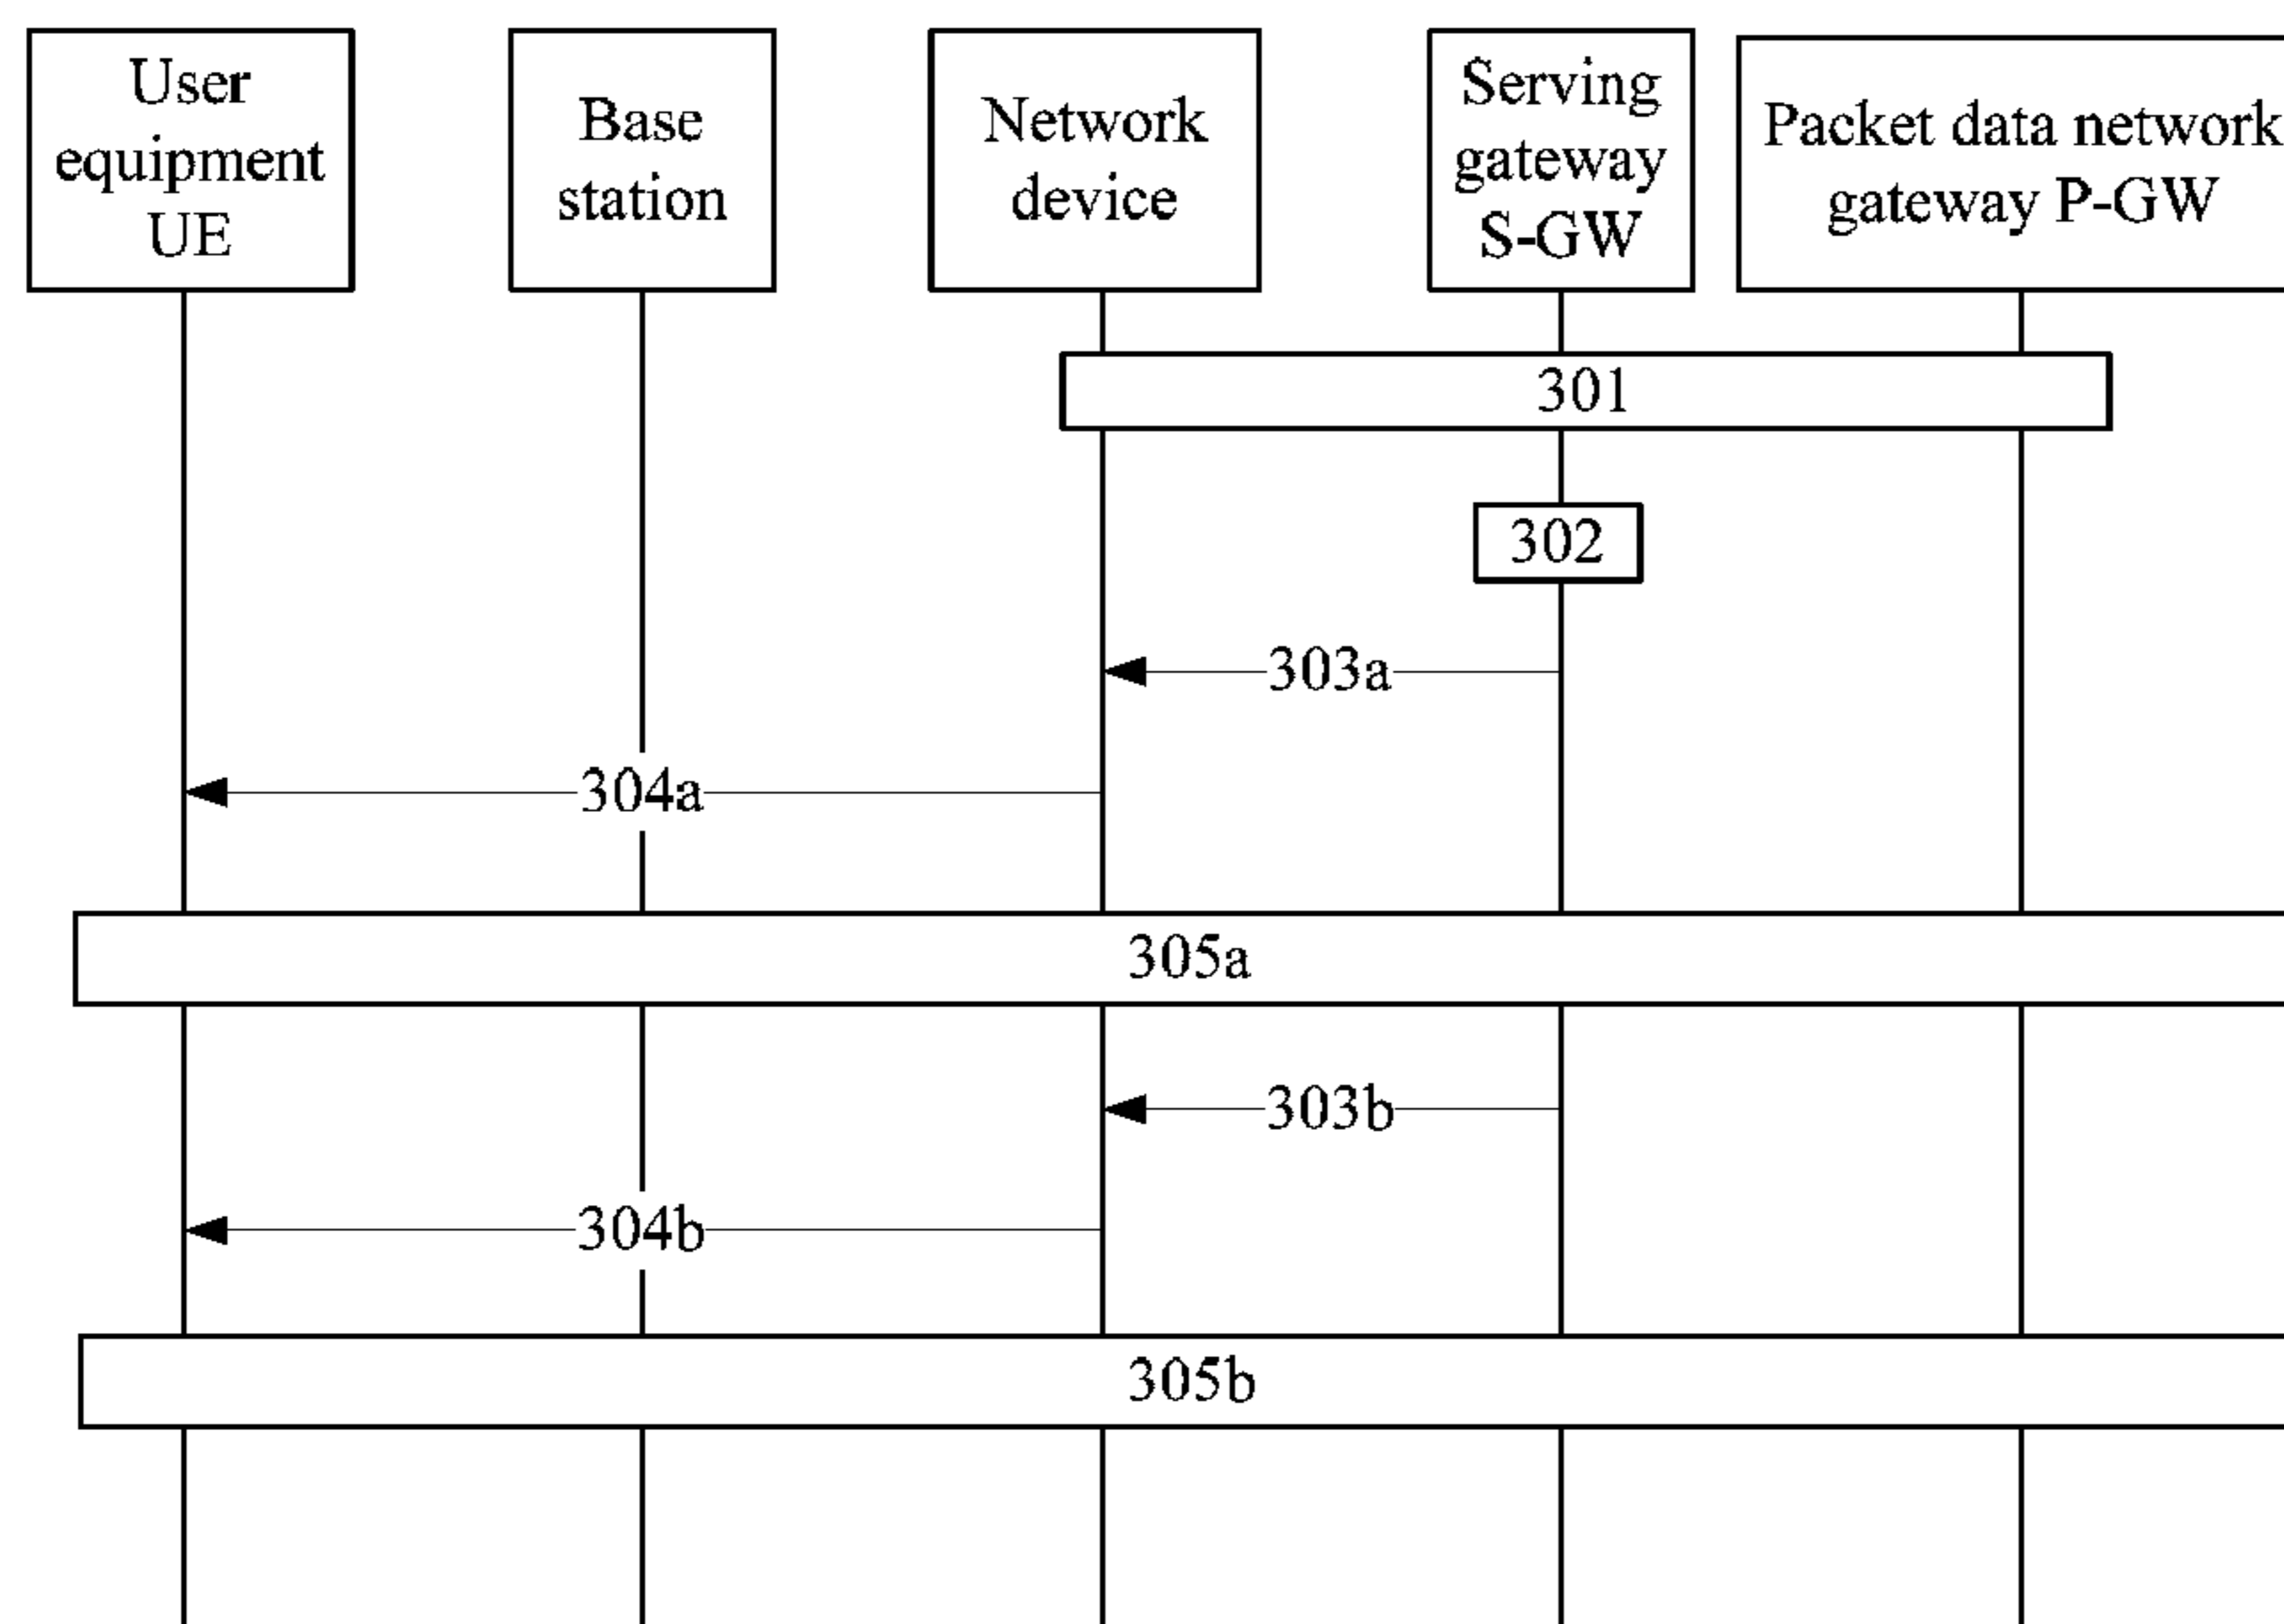 User
equipment
UE
Base
station
Network
device
Serving
gateway
S-GW
Packet data network
gateway P-GW
301
302
303a
304a
305a
303b
304b
305b